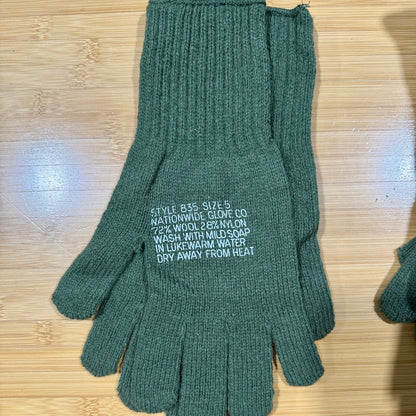 STYLE 835 SIZE 5
NATIONWIDE GLOVE CO.
72% WOOL 28% NYLON
WASH WITH MILD SOAP
IN LUKEWARM WATER
DRY AWAY FROM HEAT